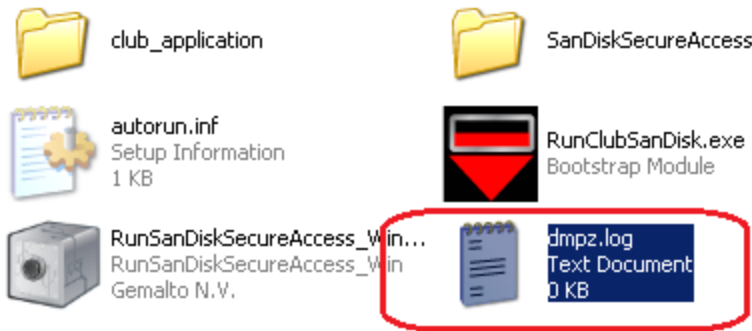 club_application
SanDiskSecureAccess
autorun.inf
Setup Information
1 KB
RunClubSanDisk.exe
Bootstrap Module
RunSanDiskSecureAccess_Win...
RunSanDiskSecureAccess_Win
Gemalto N.V.
dmpz.log
Text Document
0 KB